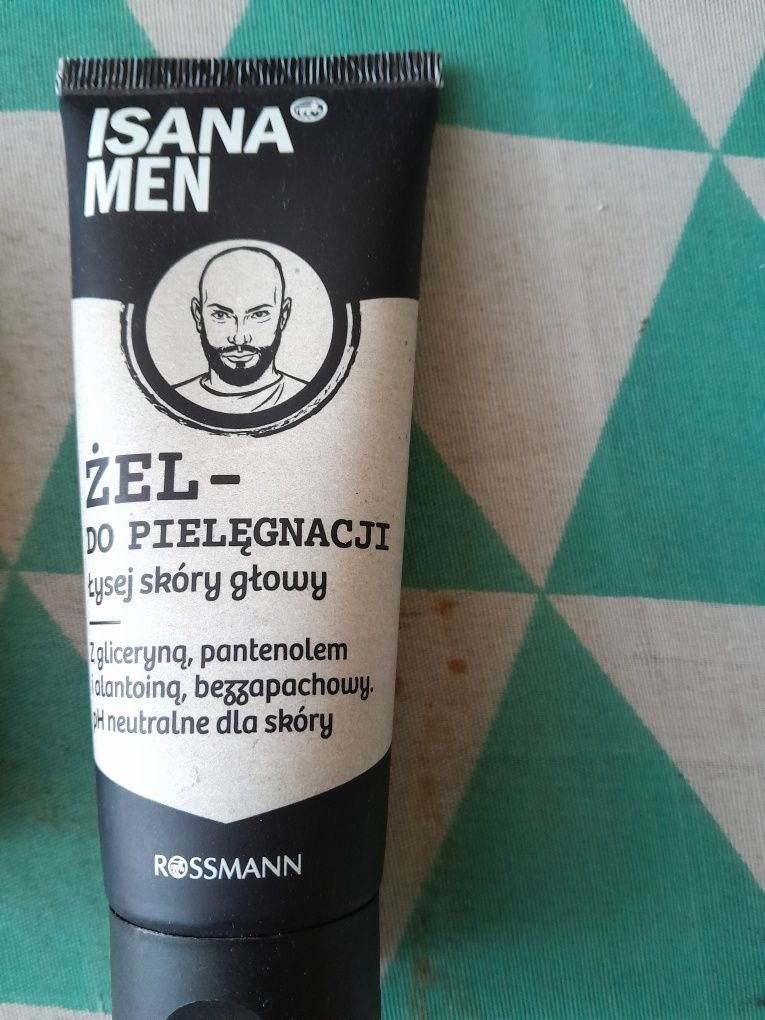 ISANA
MEN
ŻEL-
DO PIELĘGNACJI
łysej skóry głowy
Z gliceryną, pantenolem
i alantoiną, bezzapachowy.
pH neutralne dla skóry
ROSSMANN